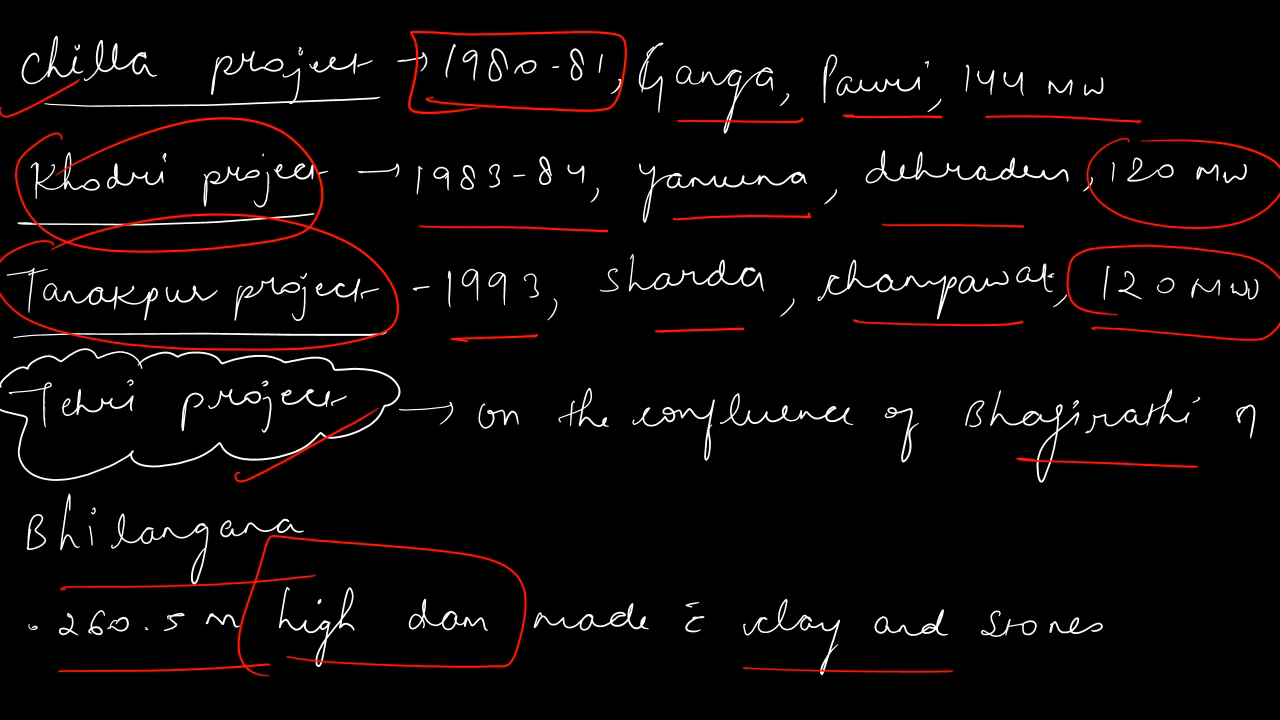 Chilla project → 1980-81, Ganga, Pauri, 144 MW
Khodri project → 1983-84, Yamuna, dehradun, 120 MW
Tanakpur project - 1993, Sharda, champawat, 120 MW
Tehri project → on the confluence of Bhagirathi n
Bhilangana
. 260.5 m high dam made c̄ clay and stones